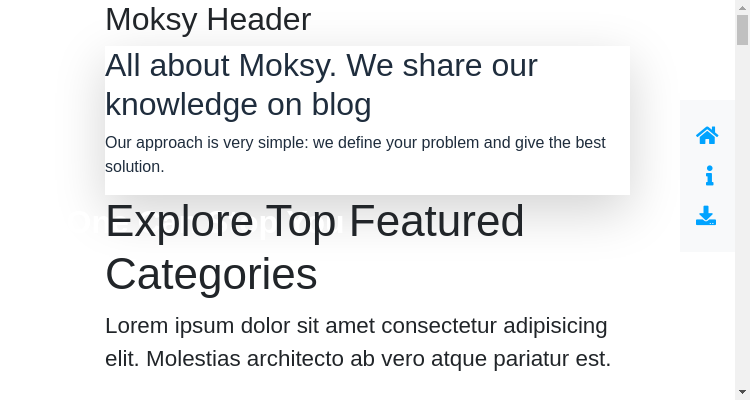 Moksy Header
All about Moksy. We share our
knowledge on blog
Our approach is very simple: we define your problem and give the best
solution.
Explore Top Featured
Categories
Lorem ipsum dolor sit amet consectetur adipisicing
elit. Molestias architecto ab vero atque pariatur est.